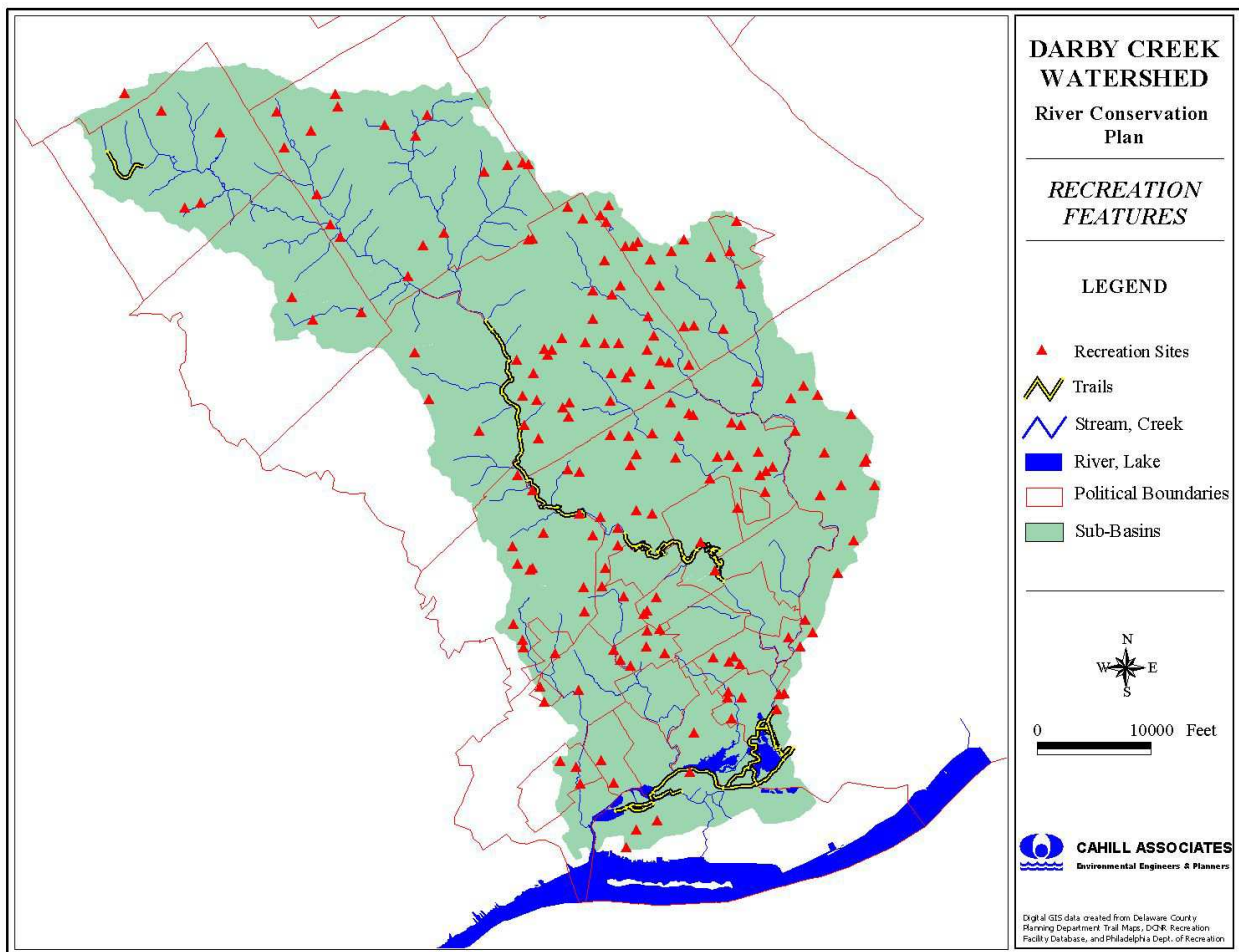 DARBY CREEK
WATERSHED
River Conservation
Plan
RECREATION
FEATURES
LEGEND
Recreation Sites
Trails
Stream, Creek
River, Lake
Political Boundaries
Sub-Basins
N
W E
S
0 10000 Feet
CAHILL ASSOCIATES
Environmental Engineers & Planners
Digital GIS data created from Delaware County
Planning Department Trail Maps, DCNR Recreation
Facility Database, and Philadelphia Dept. of Recreation